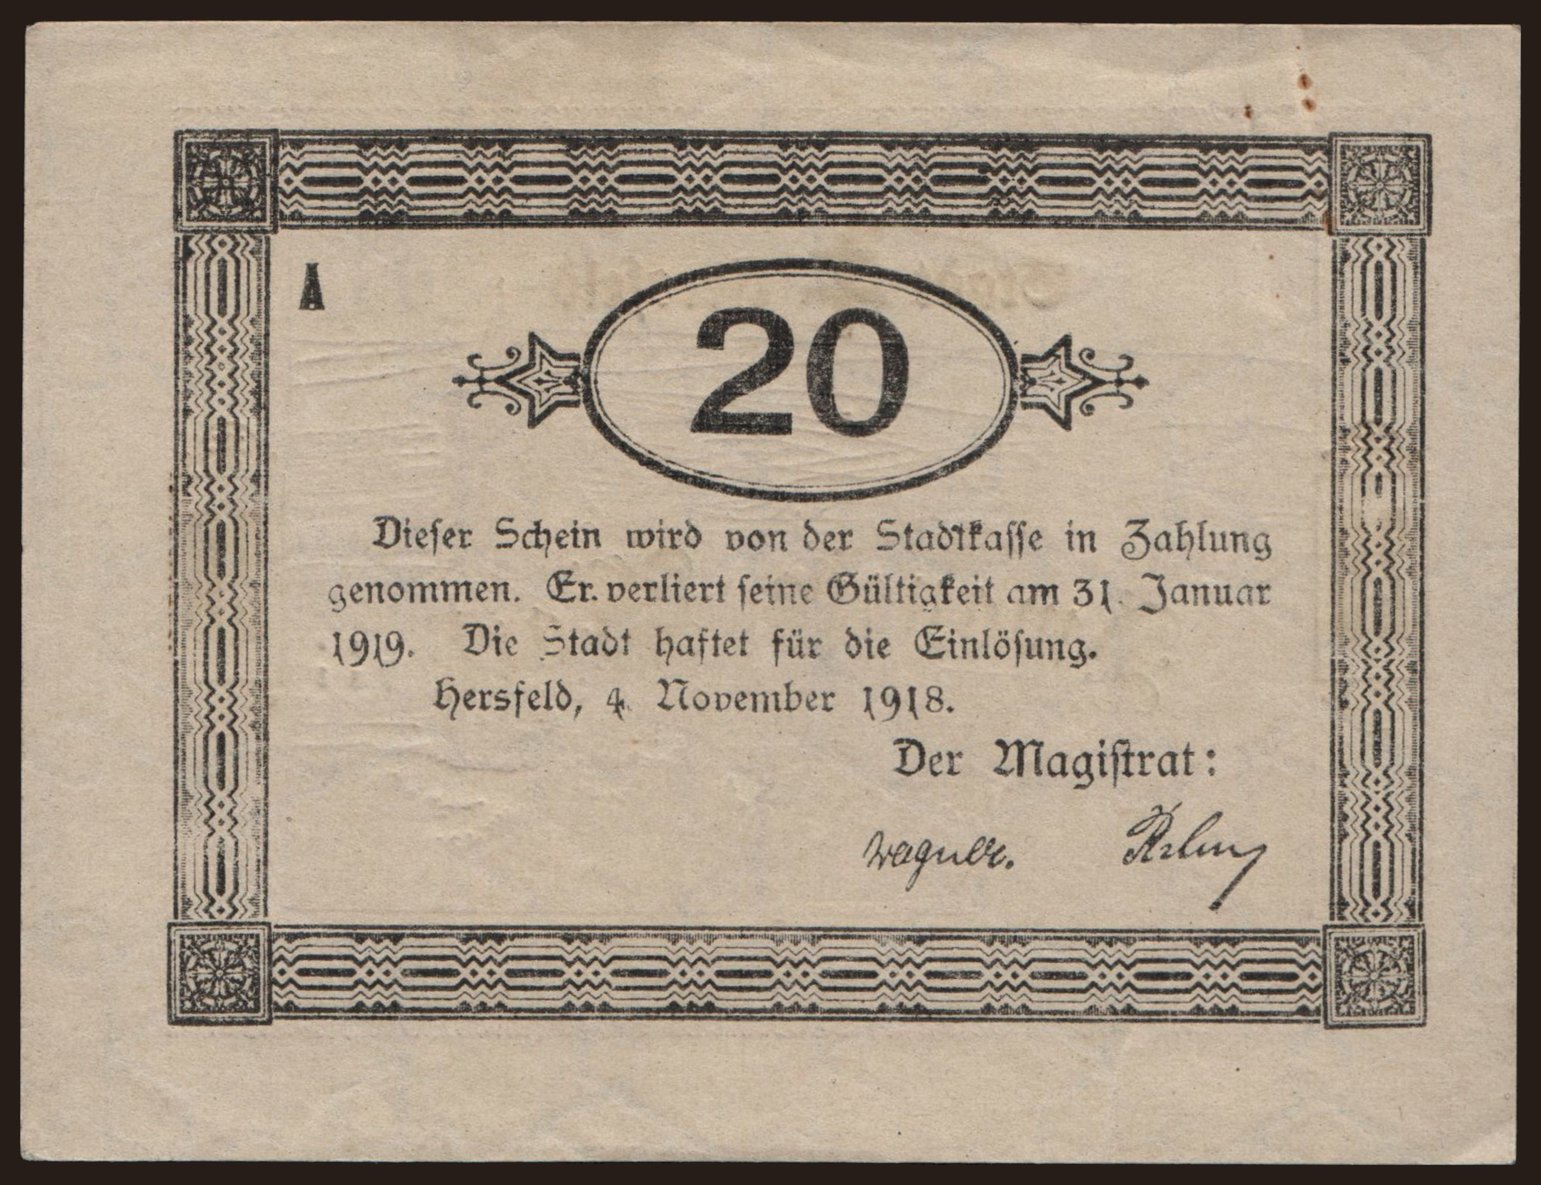 A
20
Dieser Schein wird von der Stadtkasse in Zahlung
genommen. Er verliert seine Gültigkeit am 31. Januar
1919. Die Stadt haftet für die Einlösung.
Hersfeld, 4. November 1918.
Der Magistrat:
Wagner.